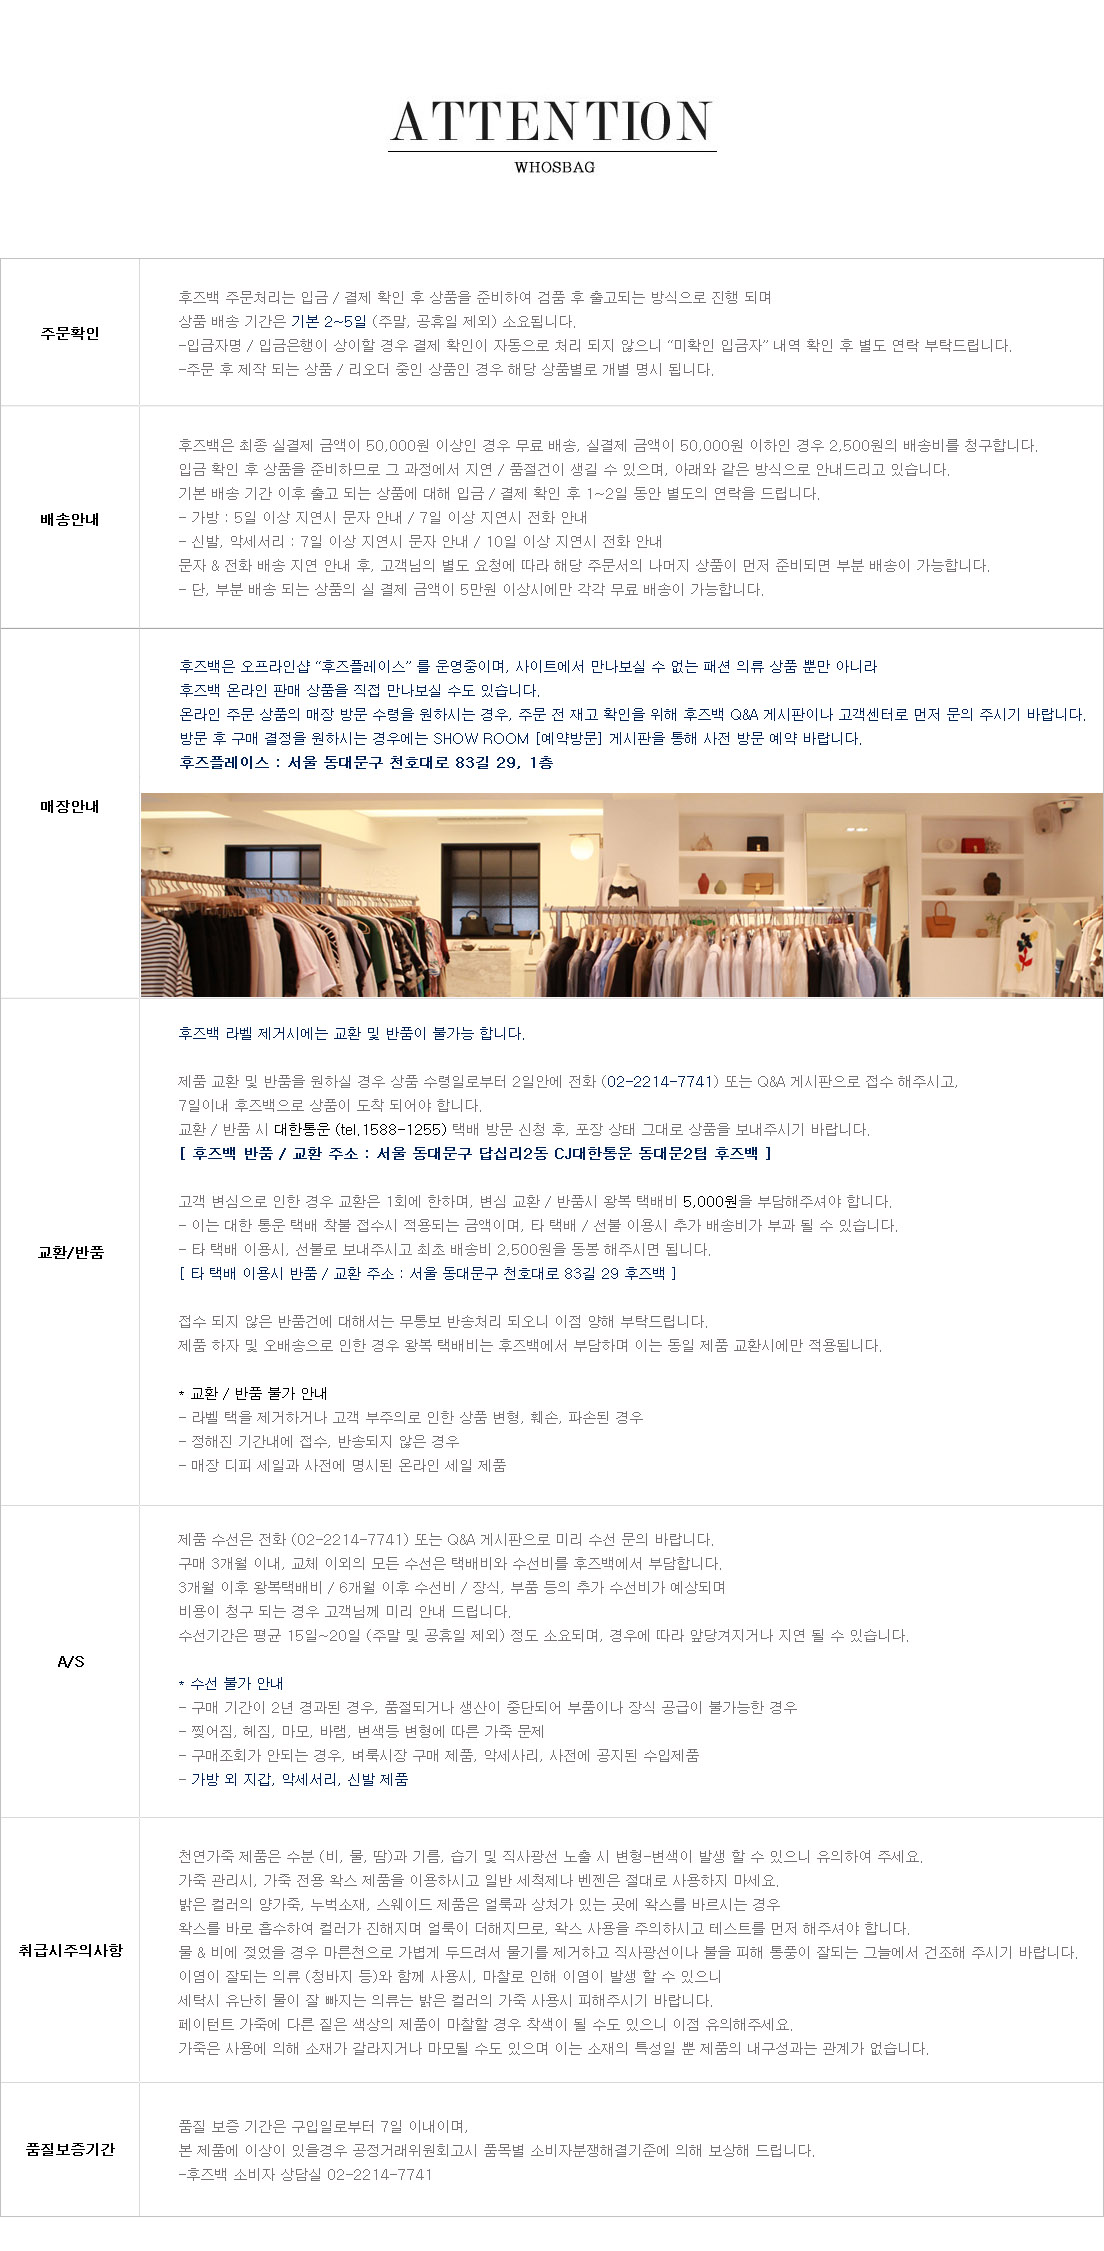 ATTENTION
WHOSBAG
주문확인
후즈백 주문처리는 입금 / 결제 확인 후 상품을 준비하여 검품 후 출고되는 방식으로 진행 되며
상품 배송 기간은 기본 2~5일 (주말, 공휴일 제외) 소요됩니다.
-입금자명 / 입금은행이 상이할 경우 결제 확인이 자동으로 처리 되지 않으니 “미확인 입금자” 내역 확인 후 별도 연락 부탁드립니다.
-주문 후 제작 되는 상품 / 리오더 중인 상품인 경우 해당 상품별로 개별 명시 됩니다.
배송안내
후즈백은 최종 실결제 금액이 50,000원 이상인 경우 무료 배송, 실결제 금액이 50,000원 이하인 경우 2,500원의 배송비를 청구합니다.
입금 확인 후 상품을 준비하므로 그 과정에서 지연 / 품절건이 생길 수 있으며, 아래와 같은 방식으로 안내드리고 있습니다.
기본 배송 기간 이후 출고 되는 상품에 대해 입금 / 결제 확인 후 1~2일 동안 별도의 연락을 드립니다.
- 가방 : 5일 이상 지연시 문자 안내 / 7일 이상 지연시 전화 안내
- 신발, 악세서리 : 7일 이상 지연시 문자 안내 / 10일 이상 지연시 전화 안내
문자 & 전화 배송 지연 안내 후, 고객님의 별도 요청에 따라 해당 주문서의 나머지 상품이 먼저 준비되면 부분 배송이 가능합니다.
- 단, 부분 배송 되는 상품의 실 결제 금액이 5만원 이상시에만 각각 무료 배송이 가능합니다.
매장안내
후즈백은 오프라인샵 “후즈플레이스” 를 운영중이며, 사이트에서 만나보실 수 없는 패션 의류 상품 뿐만 아니라
후즈백 온라인 판매 상품을 직접 만나보실 수도 있습니다.
온라인 주문 상품의 매장 방문 수령을 원하시는 경우, 주문 전 재고 확인을 위해 후즈백 Q&A 게시판이나 고객센터로 먼저 문의 주시기 바랍니다.
방문 후 구매 결정을 원하시는 경우에는 SHOW ROOM [예약방문] 게시판을 통해 사전 방문 예약 바랍니다.
후즈플레이스 : 서울 동대문구 천호대로 83길 29, 1층
교환/반품
후즈백 라벨 제거시에는 교환 및 반품이 불가능 합니다.
제품 교환 및 반품을 원하실 경우 상품 수령일로부터 2일안에 전화 (02-2214-7741) 또는 Q&A 게시판으로 접수 해주시고,
7일이내 후즈백으로 상품이 도착 되어야 합니다.
교환 / 반품 시 대한통운 (tel.1588-1255) 택배 방문 신청 후, 포장 상태 그대로 상품을 보내주시기 바랍니다.
[ 후즈백 반품 / 교환 주소 : 서울 동대문구 답십리2동 CJ대한통운 동대문2팀 후즈백 ]
고객 변심으로 인한 경우 교환은 1회에 한하며, 변심 교환 / 반품시 왕복 택배비 5,000원을 부담해주셔야 합니다.
- 이는 대한 통운 택배 착불 접수시 적용되는 금액이며, 타 택배 / 선불 이용시 추가 배송비가 부과 될 수 있습니다.
- 타 택배 이용시, 선불로 보내주시고 최초 배송비 2,500원을 동봉 해주시면 됩니다.
[ 타 택배 이용시 반품 / 교환 주소 : 서울 동대문구 천호대로 83길 29 후즈백 ]
접수 되지 않은 반품건에 대해서는 무통보 반송처리 되오니 이점 양해 부탁드립니다.
제품 하자 및 오배송으로 인한 경우 왕복 택배비는 후즈백에서 부담하며 이는 동일 제품 교환시에만 적용됩니다.
* 교환 / 반품 불가 안내
- 라벨 택을 제거하거나 고객 부주의로 인한 상품 변형, 훼손, 파손된 경우
- 정해진 기간내에 접수, 반송되지 않은 경우
- 매장 디피 세일과 사전에 명시된 온라인 세일 제품
A/S
제품 수선은 전화 (02-2214-7741) 또는 Q&A 게시판으로 미리 수선 문의 바랍니다.
구매 3개월 이내, 교체 이외의 모든 수선은 택배비와 수선비를 후즈백에서 부담합니다.
3개월 이후 왕복택배비 / 6개월 이후 수선비 / 장식, 부품 등의 추가 수선비가 예상되며
비용이 청구 되는 경우 고객님께 미리 안내 드립니다.
수선기간은 평균 15일~20일 (주말 및 공휴일 제외) 정도 소요되며, 경우에 따라 앞당겨지거나 지연 될 수 있습니다.
* 수선 불가 안내
- 구매 기간이 2년 경과된 경우, 품절되거나 생산이 중단되어 부품이나 장식 공급이 불가능한 경우
- 찢어짐, 헤짐, 마모, 바램, 변색등 변형에 따른 가죽 문제
- 구매조회가 안되는 경우, 벼룩시장 구매 제품, 악세사리, 사전에 공지된 수입제품
- 가방 외 지갑, 악세서리, 신발 제품
취급시주의사항
천연가죽 제품은 수분 (비, 물, 땀)과 기름, 습기 및 직사광선 노출 시 변형-변색이 발생 할 수 있으니 유의하여 주세요.
가죽 관리시, 가죽 전용 왁스 제품을 이용하시고 일반 세척제나 벤젠은 절대로 사용하지 마세요.
밝은 컬러의 양가죽, 누벅소재, 스웨이드 제품은 얼룩과 상처가 있는 곳에 왁스를 바르시는 경우
왁스를 바로 흡수하여 컬러가 진해지며 얼룩이 더해지므로, 왁스 사용을 주의하시고 테스트를 먼저 해주셔야 합니다.
물 & 비에 젖었을 경우 마른천으로 가볍게 두드려서 물기를 제거하고 직사광선이나 불을 피해 통풍이 잘되는 그늘에서 건조해 주시기 바랍니다.
이염이 잘되는 의류 (청바지 등)와 함께 사용시, 마찰로 인해 이염이 발생 할 수 있으니
세탁시 유난히 물이 잘 빠지는 의류는 밝은 컬러의 가죽 사용시 피해주시기 바랍니다.
페이턴트 가죽에 다른 짙은 색상의 제품이 마찰할 경우 착색이 될 수도 있으니 이점 유의해주세요.
가죽은 사용에 의해 소재가 갈라지거나 마모될 수도 있으며 이는 소재의 특성일 뿐 제품의 내구성과는 관계가 없습니다.
품질보증기간
품질 보증 기간은 구입일로부터 7일 이내이며,
본 제품에 이상이 있을경우 공정거래위원회고시 품목별 소비자분쟁해결기준에 의해 보상해 드립니다.
-후즈백 소비자 상담실 02-2214-7741